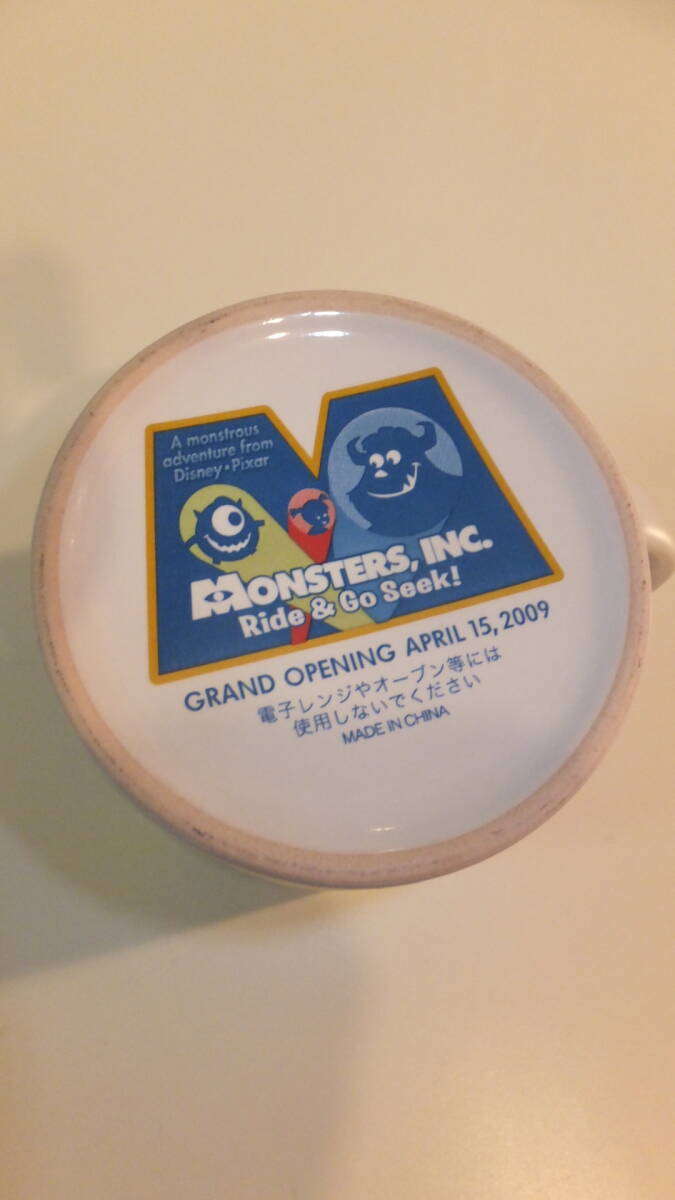 A monstrous
adventure from
Disney•Pixar
MONSTERS, INC.
Ride & Go Seek!
GRAND OPENING APRIL 15, 2009
電子レンジやオーブン等には
使用しないでください
MADE IN CHINA